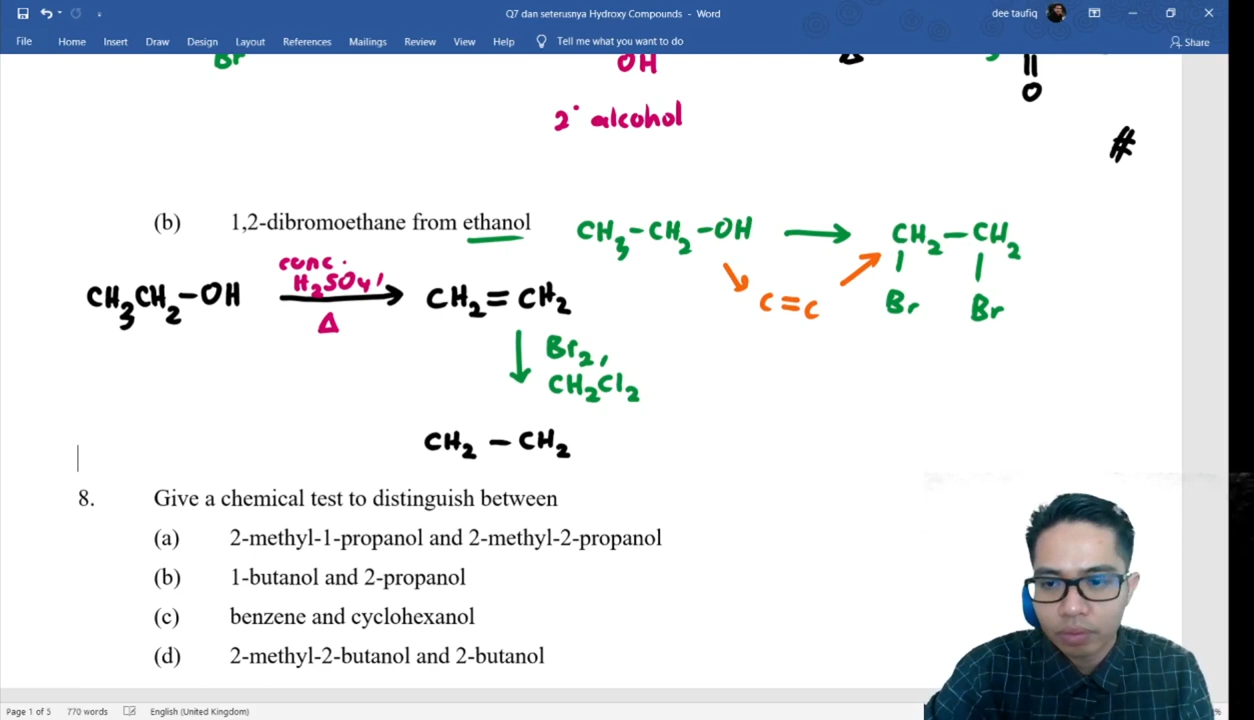 Q7 dan seterusnya Hydroxy Compounds - Word
dee taufiq
File Home Insert Draw Design Layout References Mailings Review View Help Tell me what you want to do Share
Br
OH
O
2° alcohol
#
(b) 1,2-dibromoethane from ethanol
CH3-CH2-OH → CH2-CH2
Br Br
C=C
CH3CH2-OH conc. H2SO4, Δ → CH2=CH2
Br2,
CH2Cl2
CH2-CH2
8. Give a chemical test to distinguish between
(a) 2-methyl-1-propanol and 2-methyl-2-propanol
(b) 1-butanol and 2-propanol
(c) benzene and cyclohexanol
(d) 2-methyl-2-butanol and 2-butanol
Page 1 of 5 770 words English (United Kingdom)